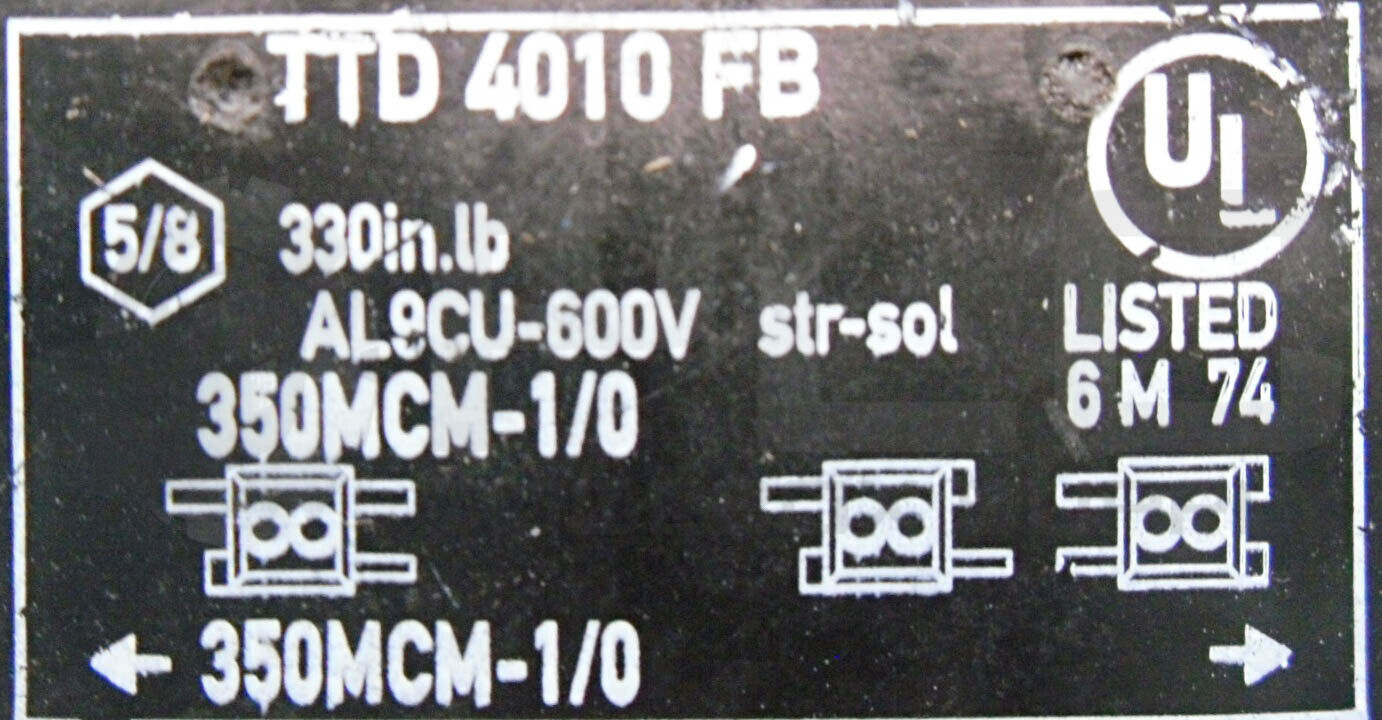 TTD 4010 FB
UL
5/8 330in.lb
AL9CU-600V str-sol LISTED
350MCM-1/0 6 M 74
350MCM-1/0